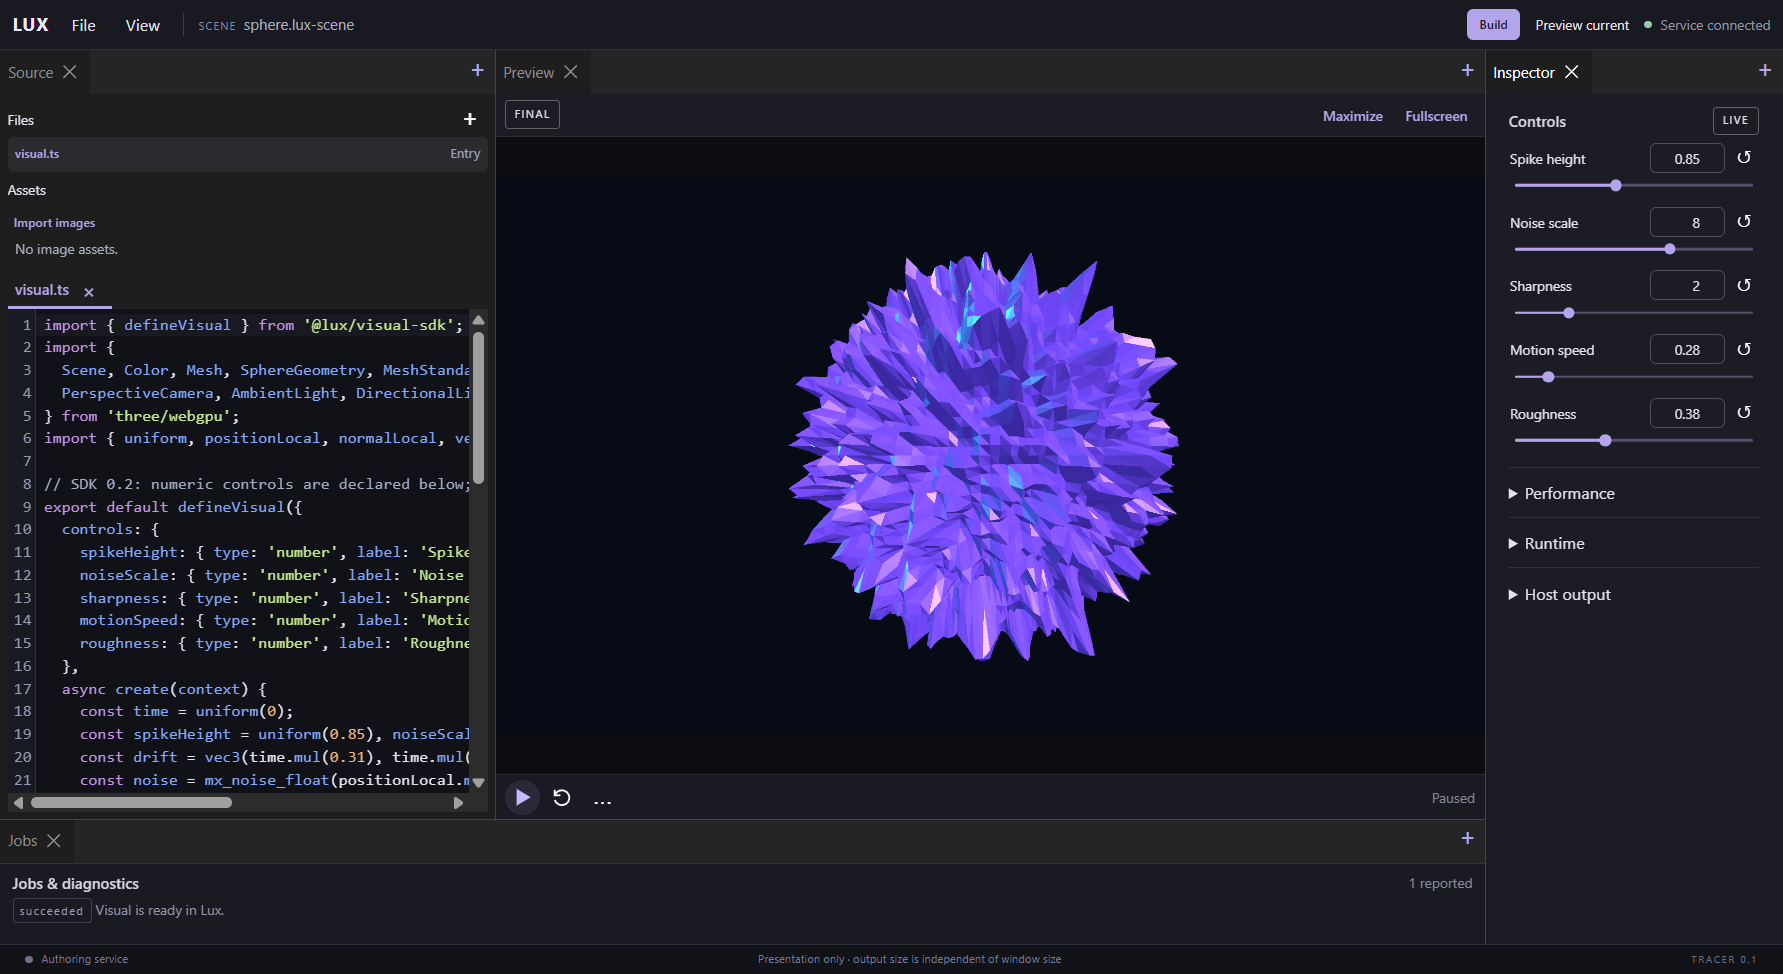 LUX File View SCENE sphere.lux-scene Build Preview current Service connected
Source
Preview
Inspector
Files
visual.ts Entry
Assets
Import images
No image assets.
visual.ts
1 import { defineVisual } from '@lux/visual-sdk';
2 import {
3 Scene, Color, Mesh, SphereGeometry, MeshStanda
4 PerspectiveCamera, AmbientLight, DirectionalLi
5 } from 'three/webgpu';
6 import { uniform, positionLocal, normalLocal, ve
7
8 // SDK 0.2: numeric controls are declared below;
9 export default defineVisual({
10 controls: {
11 spikeHeight: { type: 'number', label: 'Spike
12 noiseScale: { type: 'number', label: 'Noise
13 sharpness: { type: 'number', label: 'Sharpne
14 motionSpeed: { type: 'number', label: 'Motio
15 roughness: { type: 'number', label: 'Roughne
16 },
17 async create(context) {
18 const time = uniform(0);
19 const spikeHeight = uniform(0.85), noiseScal
20 const drift = vec3(time.mul(0.31), time.mul(
21 const noise = mx_noise_float(positionLocal.m
FINAL Maximize Fullscreen
... Paused
Controls LIVE
Spike height 0.85
Noise scale 8
Sharpness 2
Motion speed 0.28
Roughness 0.38
Performance
Runtime
Host output
Jobs
Jobs & diagnostics 1 reported
succeeded Visual is ready in Lux.
Authoring service Presentation only · output size is independent of window size TRACER 0.1